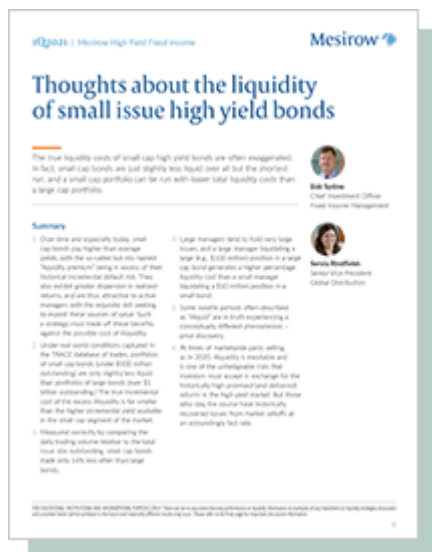 1Q2021 | Mesirow High Yield Fixed Income
Mesirow
Thoughts about the liquidity
of small issue high yield bonds
The true liquidity costs of small cap high yield bonds are often exaggerated.
In fact, small cap bonds are just slightly less liquid over all but the shortest
run, and a small cap portfolio can be run with lower total liquidity costs than
a large cap portfolio.
Chief Investment Officer
Fixed Income Management
Senior Vice President
Global Distribution
Summary
1. Over time and especially today, small
cap bonds pay higher than average
yields, with the so-called but mis-named
"liquidity premium" being in excess of their
historical incremental default risk. They
also exhibit greater dispersion in realized
returns, and are thus attractive to active
managers with the requisite skill seeking
to exploit these sources of value. Such
a strategy must trade off these benefits
against the possible cost of illiquidity.
2. Under real world conditions captured in
the TRACE database of trades, portfolios
of small cap bonds (under $500 million
outstanding) are only slightly less liquid
than portfolios of large bonds (over $1
billion outstanding.) The true incremental
cost of the excess illiquidity is far smaller
than the higher incremental yield available
in the small cap segment of the market.
3. Measured correctly by comparing the
daily trading volume relative to the total
issue size outstanding, small cap bonds
trade only 14% less often than large
bonds.
4. Large managers tend to hold very large
issues, and a large manager liquidating a
large (e.g., $100 million) position in a large
cap bond generates a higher percentage
liquidity cost than a small manager
liquidating a $10 million position in a
small bond.
5. Some volatile periods often described
as "illiquid" are in truth experiencing a
conceptually different phenomenon –
price discovery.
6. At times of marketwide panic selling,
as in 2020, illiquidity is inevitable and
is one of the unhedgeable risks that
investors must accept in exchange for the
historically high promised (and delivered)
returns in the high yield market. But those
who stay the course have historically
recovered losses from market selloffs at
an astoundingly fast rate.